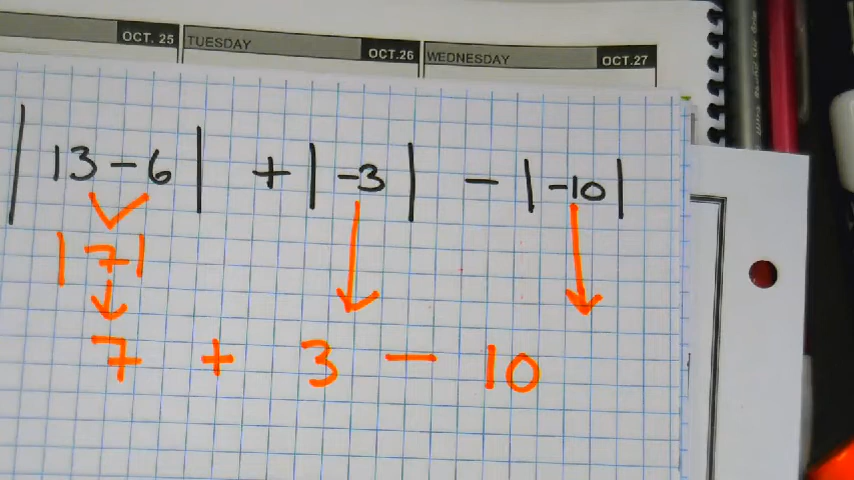 OCT. 25 TUESDAY OCT.26 WEDNESDAY OCT.27
|13-6| +|-3| - |-10|
|7|
7 + 3 - 10